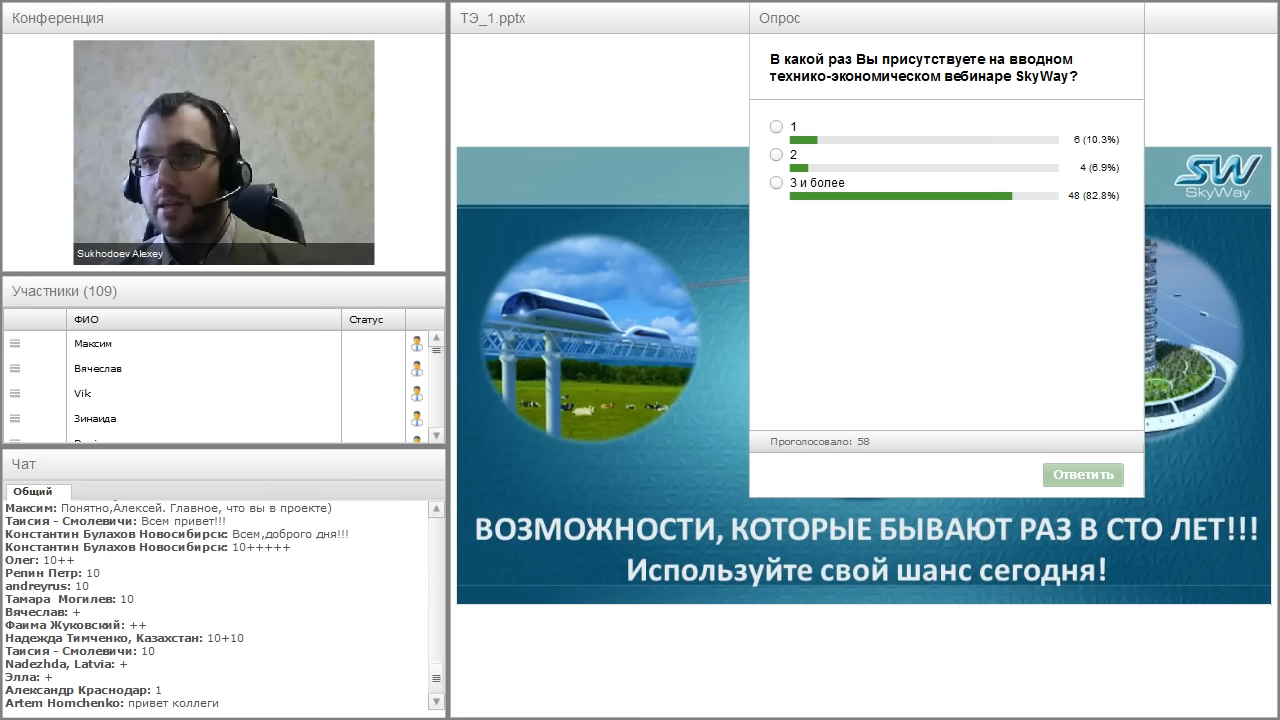 Конференция
Sukhodoev Alexey
Участники (109)
ФИО
Статус
Максим
Вячеслав
Vik
Зинаида
Чат
Общий
Максим: Понятно,Алексей. Главное, что вы в проекте)
Таисия - Смолевичи: Всем привет!!!
Константин Булахов Новосибирск: Всем,доброго дня!!!
Константин Булахов Новосибирск: 10+++++
Олег: 10++
Репин Петр: 10
andreyrus: 10
Тамара  Могилев: 10
Вячеслав: +
Фаима Жуковский: ++
Надежда Тимченко, Казахстан: 10+10
Таисия - Смолевичи: 10
Nadezhda, Latvia: +
Элла: +
Александр Краснодар: 1
Artem Homchenko: привет коллеги
ТЭ_1.pptx
Опрос
В какой раз Вы присутствуете на вводном
технико-экономическом вебинаре SkyWay?
1
6 (10.3%)
2
4 (6.9%)
3 и более
48 (82.8%)
Проголосовало: 58
Ответить
SW
SkyWay
ВОЗМОЖНОСТИ, КОТОРЫЕ БЫВАЮТ РАЗ В СТО ЛЕТ!!!
Используйте свой шанс сегодня!